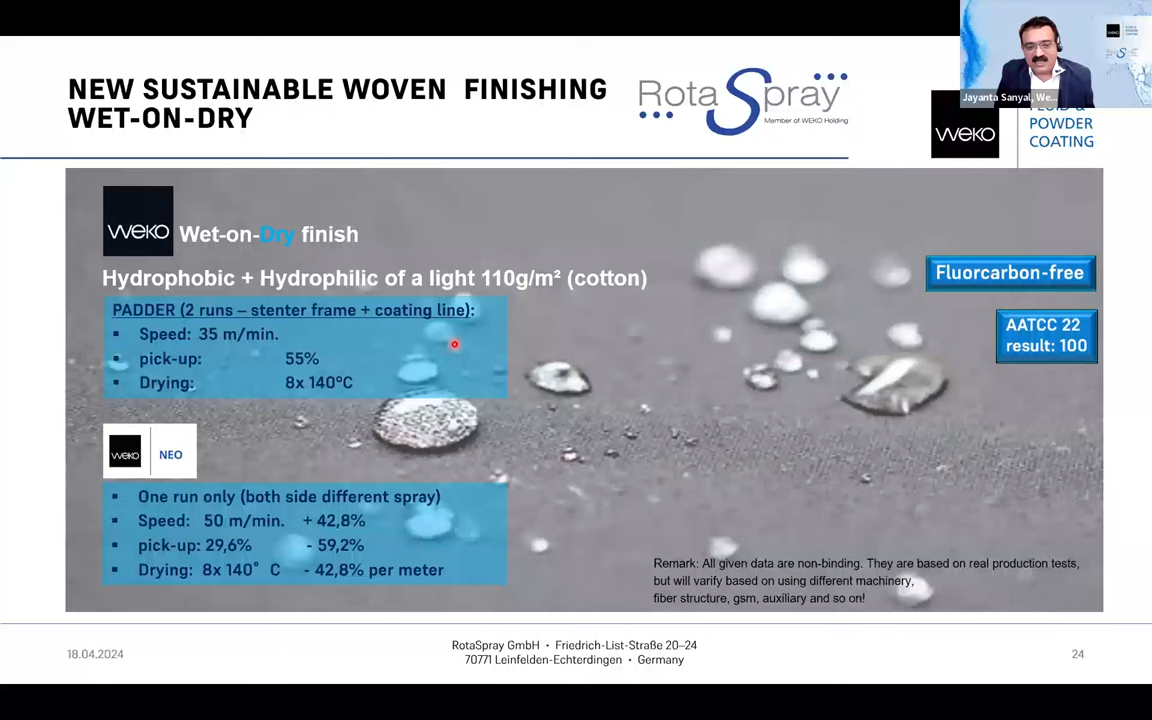 NEW SUSTAINABLE WOVEN FINISHING
WET-ON-DRY
RotaSpray
Member of WEKO Holding
Jayanta Sanyal, We...
WEKO
FLUID &
POWDER
COATING
WEKO
Wet-on-Dry finish
Hydrophobic + Hydrophilic of a light 110g/m² (cotton)
PADDER (2 runs – stenter frame + coating line):
▪ Speed: 35 m/min.
▪ pick-up: 55%
▪ Drying: 8x 140°C
Fluorcarbon-free
AATCC 22
result: 100
WEKO NEO
▪ One run only (both side different spray)
▪ Speed: 50 m/min. + 42,8%
▪ pick-up: 29,6% - 59,2%
▪ Drying: 8x 140° C - 42,8% per meter
Remark: All given data are non-binding. They are based on real production tests,
but will varify based on using different machinery,
fiber structure, gsm, auxiliary and so on!
18.04.2024
RotaSpray GmbH • Friedrich-List-Straße 20–24
70771 Leinfelden-Echterdingen • Germany
24